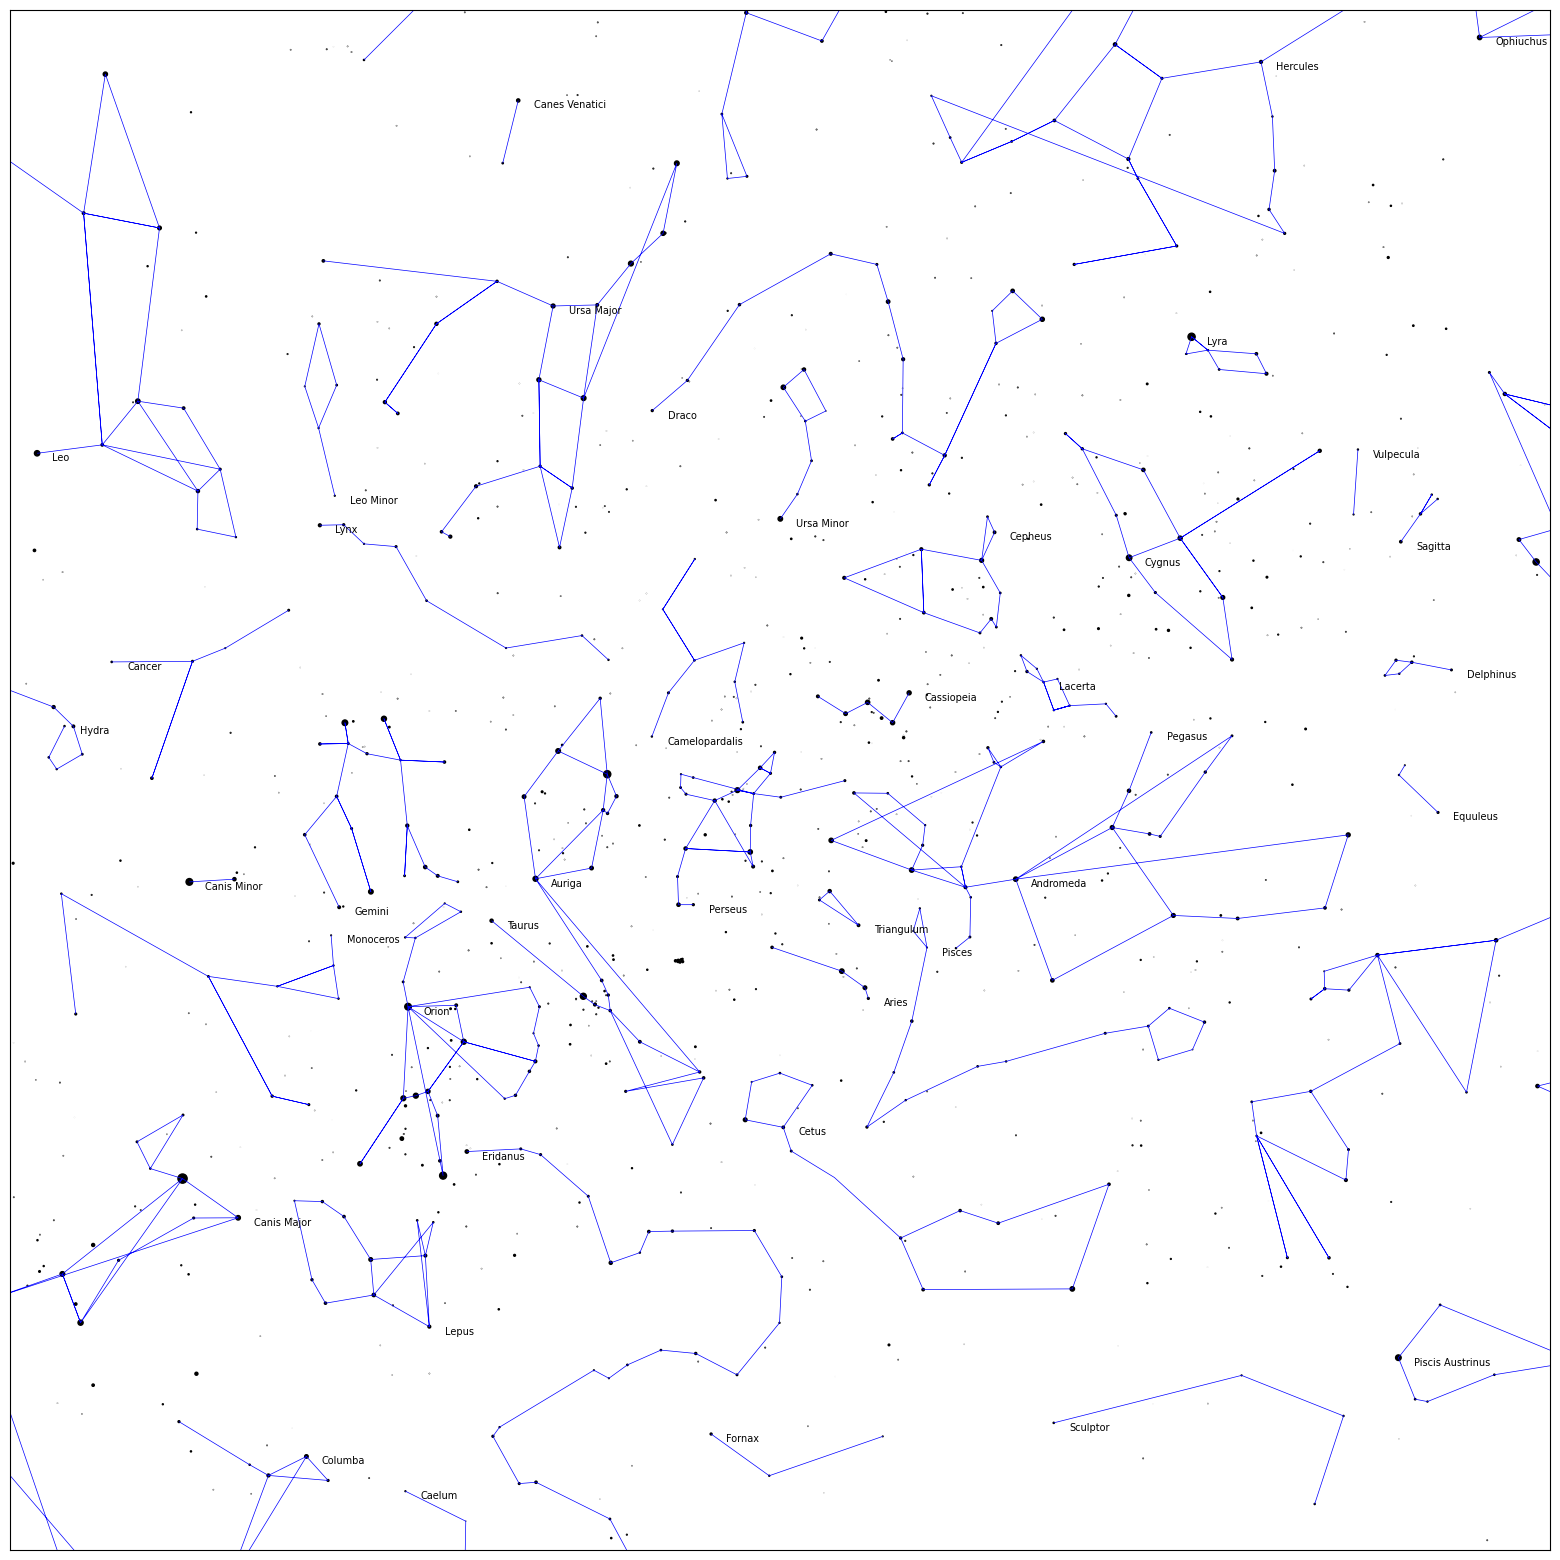 Ophiuchus
Hercules
Canes Venatici
Ursa Major
Lyra
Draco
Leo
Vulpecula
Leo Minor
Ursa Minor
Lynx
Cepheus
Sagitta
Cygnus
Cancer
Delphinus
Lacerta
Cassiopeia
Hydra
Pegasus
Camelopardalis
Equuleus
Auriga
Andromeda
Canis Minor
Gemini
Perseus
Taurus
Triangulum
Monoceros
Pisces
Aries
Orion
Cetus
Eridanus
Canis Major
Lepus
Piscis Austrinus
Sculptor
Fornax
Columba
Caelum